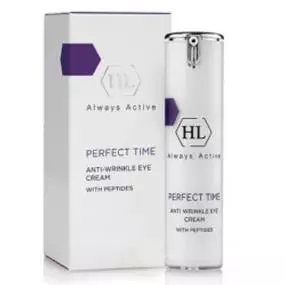 HL
Always Active
PERFECT TIME
ANTI-WRINKLE EYE
CREAM
WITH PEPTIDES
HL
Always Active
PERFECT TIME
ANTI WRINKLE EYE
CREAM
WITH PEPTIDES